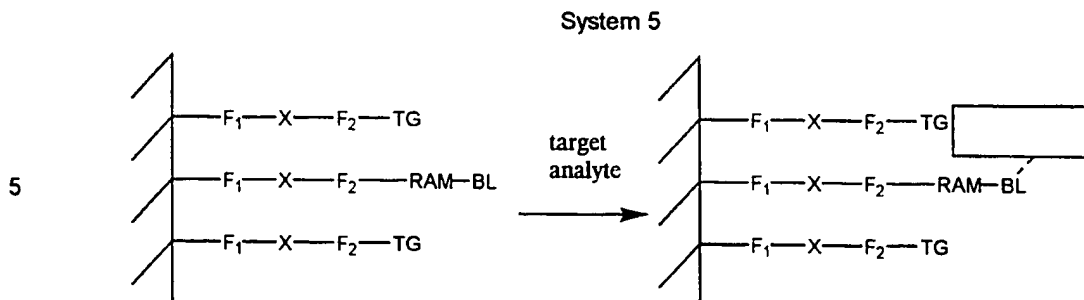 System 5
F₁—X—F₂—TG
F₁—X—F₂—TG
target
analyte
5
F₁—X—F₂—RAM—BL
F₁—X—F₂—RAM—BL
F₁—X—F₂—TG
F₁—X—F₂—TG